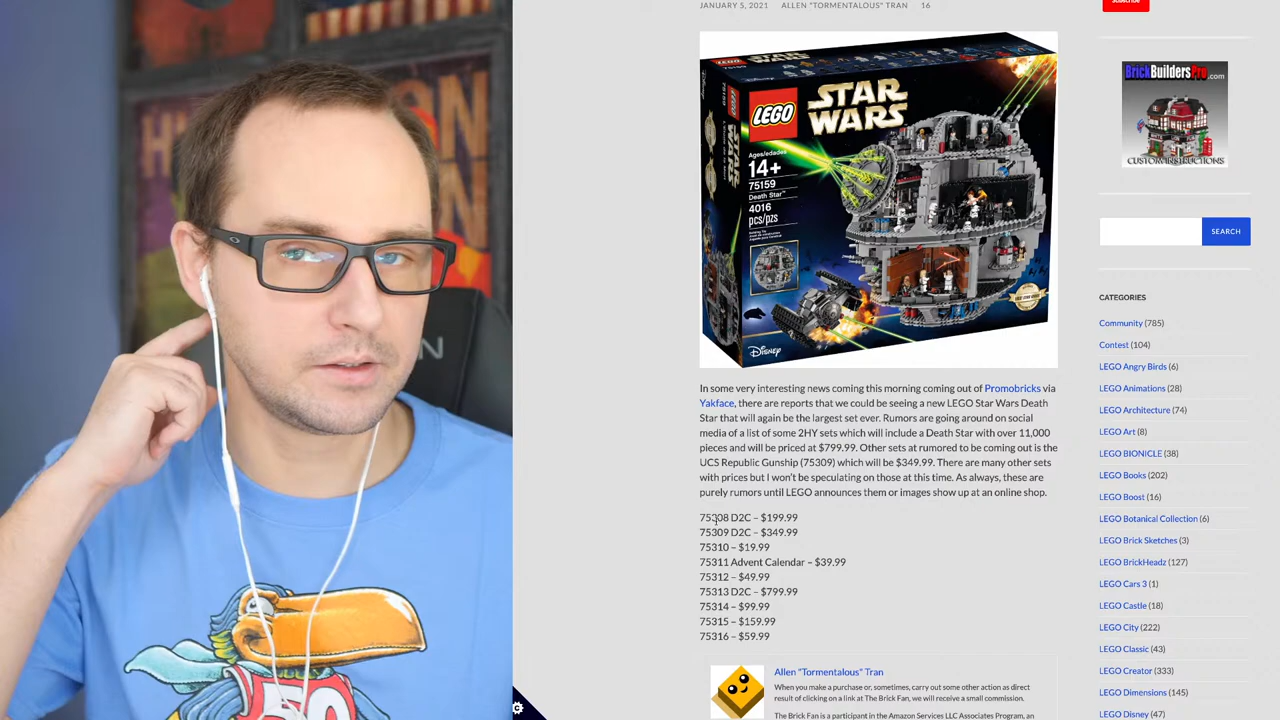 JANUARY 5, 2021 ALLEN "TORMENTALOUS" TRAN 16
Subscribe
LEGO
STAR
WARS
LEGO
STAR WARS
Ages/edades
14+
75159
Death Star™
4016
pcs/pzs
Disney
BrickBuildersPro.com
CUSTOM INSTRUCTIONS
SEARCH
In some very interesting news coming this morning coming out of Promobricks via
Yakface, there are reports that we could be seeing a new LEGO Star Wars Death
Star that will again be the largest set ever. Rumors are going around on social
media of a list of some 2HY sets which will include a Death Star with over 11,000
pieces and will be priced at $799.99. Other sets at rumored to be coming out is the
UCS Republic Gunship (75309) which will be $349.99. There are many other sets
with prices but I won't be speculating on those at this time. As always, these are
purely rumors until LEGO announces them or images show up at an online shop.
75308 D2C – $199.99
75309 D2C – $349.99
75310 – $19.99
75311 Advent Calendar – $39.99
75312 – $49.99
75313 D2C – $799.99
75314 – $99.99
75315 – $159.99
75316 – $59.99
Allen "Tormentalous" Tran
When you make a purchase or, sometimes, carry out some other action as direct
result of clicking on a link at The Brick Fan, we will receive a small commission.
The Brick Fan is a participant in the Amazon Services LLC Associates Program, an
CATEGORIES
Community (785)
Contest (104)
LEGO Angry Birds (6)
LEGO Animations (28)
LEGO Architecture (74)
LEGO Art (8)
LEGO BIONICLE (38)
LEGO Books (202)
LEGO Boost (16)
LEGO Botanical Collection (6)
LEGO Brick Sketches (3)
LEGO BrickHeadz (127)
LEGO Cars 3 (1)
LEGO Castle (18)
LEGO City (222)
LEGO Classic (43)
LEGO Creator (333)
LEGO Dimensions (145)
LEGO Disney (47)